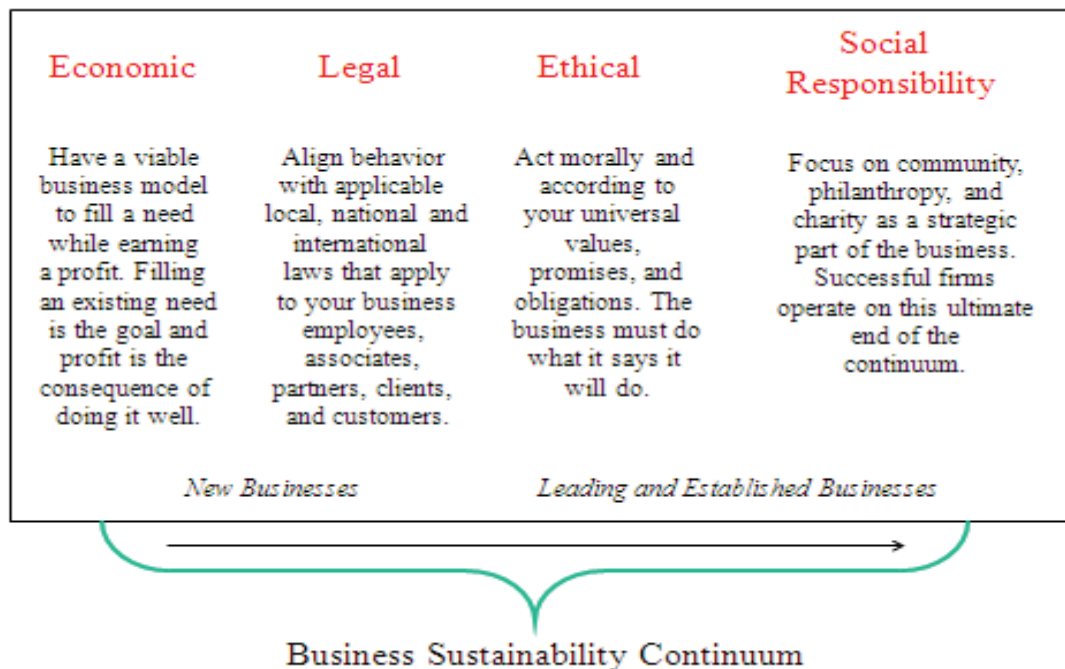 Economic
Have a viable
business model
to fill a need
while earning
a profit. Filling
an existing need
is the goal and
profit is the
consequence of
doing it well.
Legal
Align behavior
with applicable
local, national and
international
laws that apply
to your business
employees,
associates,
partners, clients,
and customers.
Ethical
Act morally and
according to
your universal
values,
promises, and
obligations. The
business must do
what it says it
will do.
Social
Responsibility
Focus on community,
philanthropy, and
charity as a strategic
part of the business.
Successful firms
operate on this ultimate
end of the
continuum.
New Businesses
Leading and Established Businesses
Business Sustainability Continuum